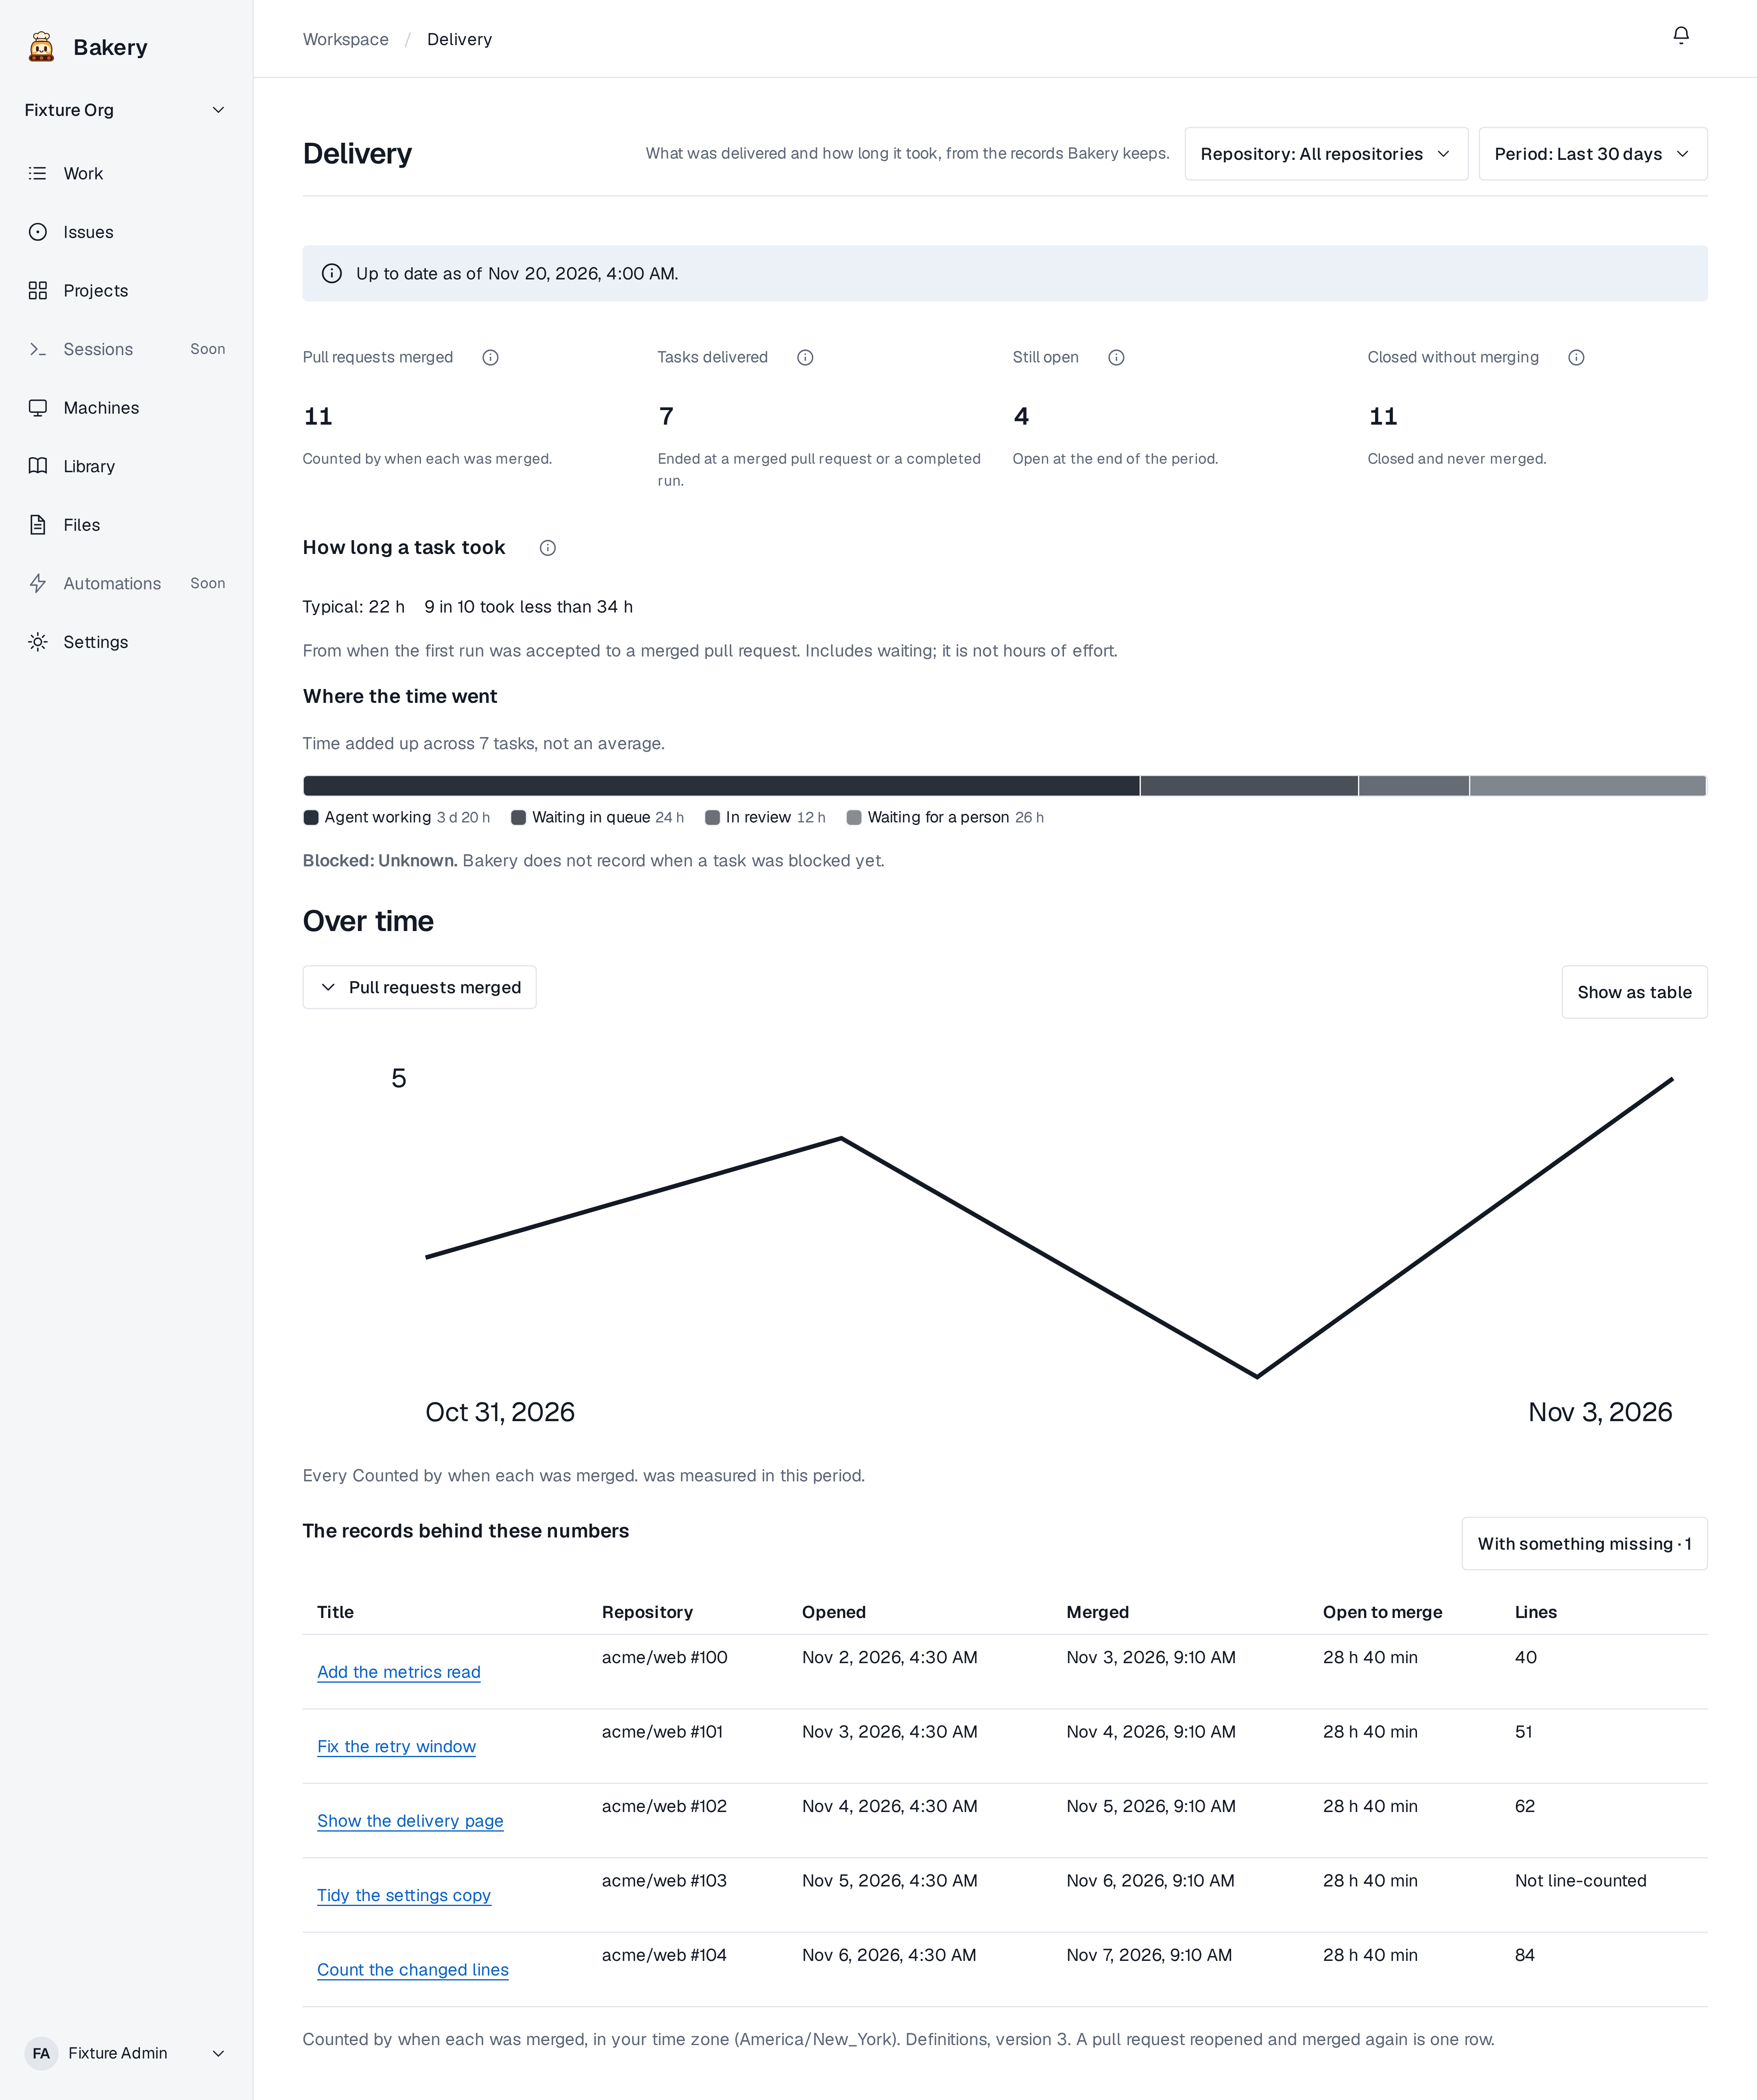 Bakery
Workspace / Delivery
Fixture Org
Work
Issues
Projects
Sessions Soon
Machines
Library
Files
Automations Soon
Settings
FA Fixture Admin
Delivery
What was delivered and how long it took, from the records Bakery keeps.
Repository: All repositories
Period: Last 30 days
Up to date as of Nov 20, 2026, 4:00 AM.
Pull requests merged
11
Counted by when each was merged.
Tasks delivered
7
Ended at a merged pull request or a completed
run.
Still open
4
Open at the end of the period.
Closed without merging
11
Closed and never merged.
How long a task took
Typical: 22 h 9 in 10 took less than 34 h
From when the first run was accepted to a merged pull request. Includes waiting; it is not hours of effort.
Where the time went
Time added up across 7 tasks, not an average.
Agent working 3 d 20 h Waiting in queue 24 h In review 12 h Waiting for a person 26 h
Blocked: Unknown. Bakery does not record when a task was blocked yet.
Over time
Pull requests merged
Show as table
5
Oct 31, 2026 Nov 3, 2026
Every Counted by when each was merged. was measured in this period.
The records behind these numbers
With something missing · 1
Title Repository Opened Merged Open to merge Lines
Add the metrics read acme/web #100 Nov 2, 2026, 4:30 AM Nov 3, 2026, 9:10 AM 28 h 40 min 40
Fix the retry window acme/web #101 Nov 3, 2026, 4:30 AM Nov 4, 2026, 9:10 AM 28 h 40 min 51
Show the delivery page acme/web #102 Nov 4, 2026, 4:30 AM Nov 5, 2026, 9:10 AM 28 h 40 min 62
Tidy the settings copy acme/web #103 Nov 5, 2026, 4:30 AM Nov 6, 2026, 9:10 AM 28 h 40 min Not line-counted
Count the changed lines acme/web #104 Nov 6, 2026, 4:30 AM Nov 7, 2026, 9:10 AM 28 h 40 min 84
Counted by when each was merged, in your time zone (America/New_York). Definitions, version 3. A pull request reopened and merged again is one row.